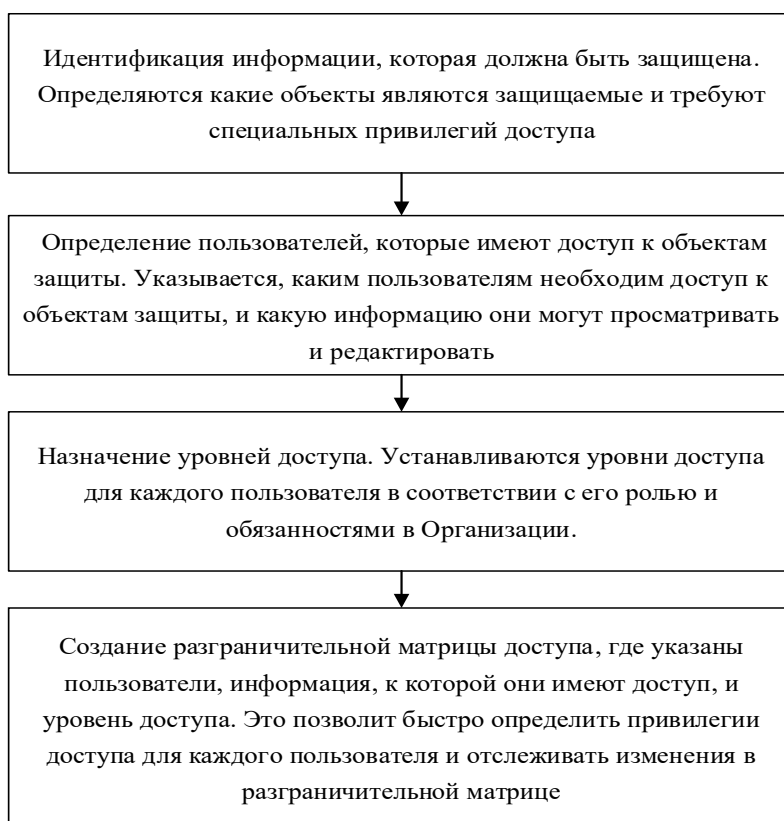 Идентификация информации, которая должна быть защищена.
Определяются какие объекты являются защищаемые и требуют
специальных привилегий доступа
Определение пользователей, которые имеют доступ к объектам
защиты. Указывается, каким пользователям необходим доступ к
объектам защиты, и какую информацию они могут просматривать
и редактировать
Назначение уровней доступа. Устанавливаются уровни доступа
для каждого пользователя в соответствии с его ролью и
обязанностями в Организации.
Создание разграничительной матрицы доступа, где указаны
пользователи, информация, к которой они имеют доступ, и
уровень доступа. Это позволит быстро определить привилегии
доступа для каждого пользователя и отслеживать изменения в
разграничительной матрице